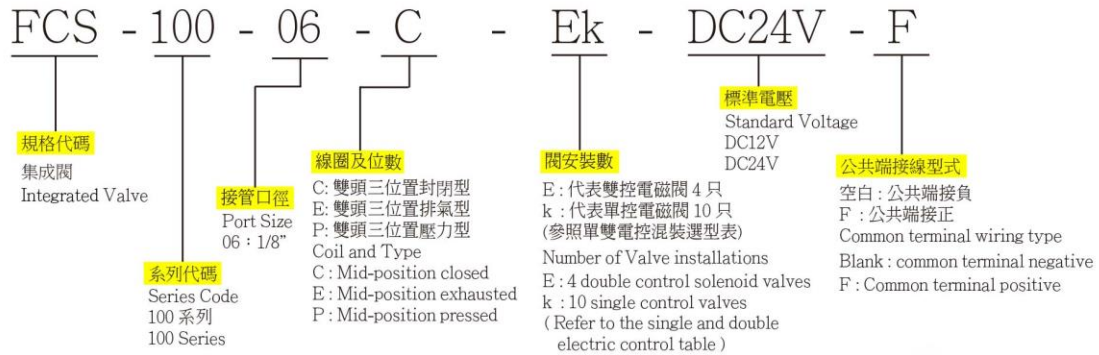 FCS - 100 - 06 - C - Ek - DC24V - F
規格代碼
集成閥
Integrated Valve
系列代碼
Series Code
100 系列
100 Series
接管口徑
Port Size
06：1/8”
線圈及位數
C: 雙頭三位置封閉型
E: 雙頭三位置排氣型
P: 雙頭三位置壓力型
Coil and Type
C : Mid-position closed
E : Mid-position exhausted
P : Mid-position pressed
閥安裝數
E : 代表雙控電磁閥 4 只
k : 代表單控電磁閥 10 只
(參照單雙電控混裝選型表)
Number of Valve installations
E : 4 double control solenoid valves
k : 10 single control valves
( Refer to the single and double
electric control table )
標準電壓
Standard Voltage
DC12V
DC24V
公共端接線型式
空白 : 公共端接負
F : 公共端接正
Common terminal wiring type
Blank : common terminal negative
F : Common terminal positive